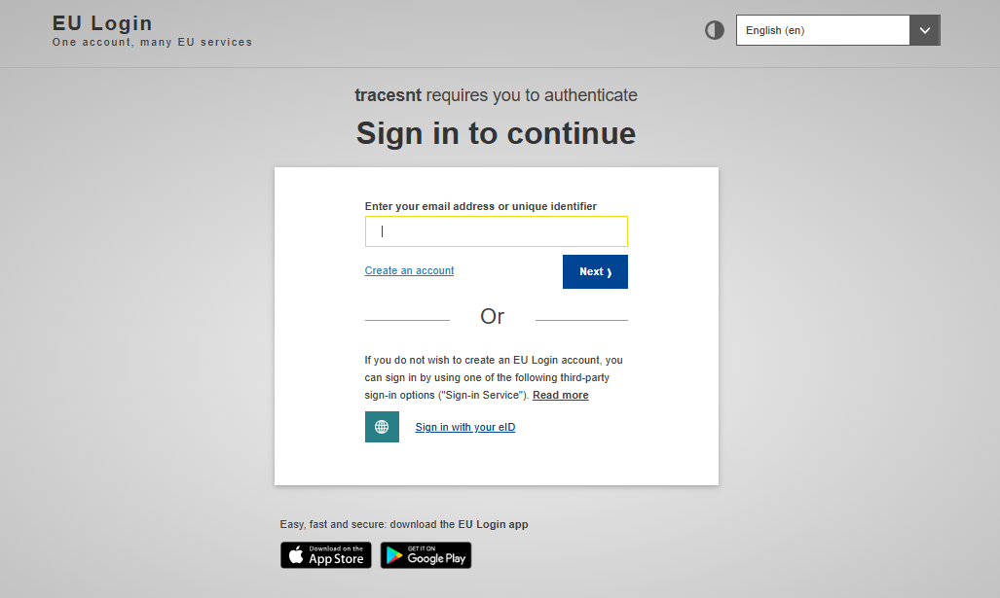 EU Login
One account, many EU services
English (en)
tracesnt requires you to authenticate
Sign in to continue
Enter your email address or unique identifier
Create an account
Next ❯
Or
If you do not wish to create an EU Login account, you
can sign in by using one of the following third-party
sign-in options ("Sign-in Service"). Read more
Sign in with your eID
Easy, fast and secure: download the EU Login app
Download on the
App Store
GET IT ON
Google Play